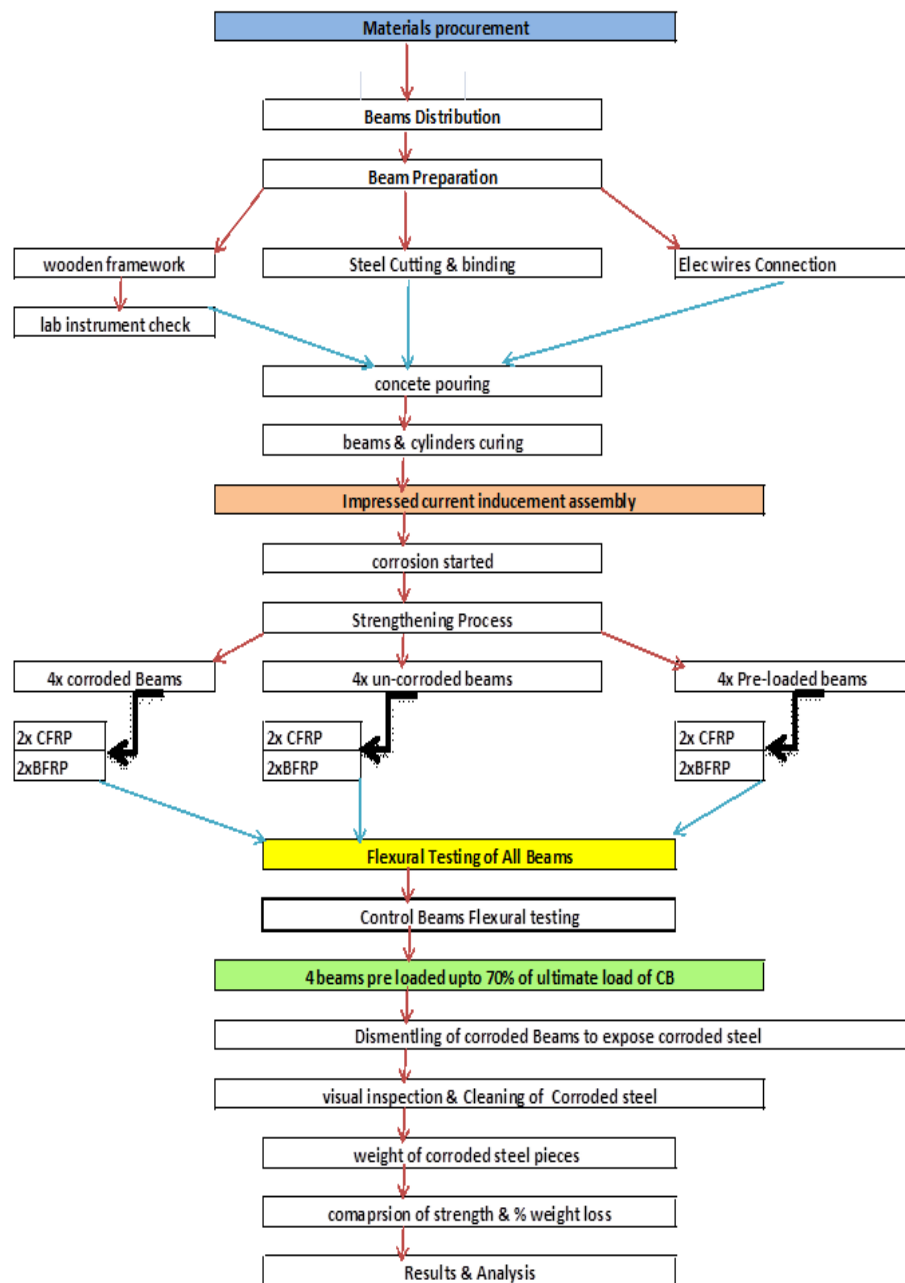 Materials procurement
Beams Distribution
Beam Preparation
wooden framework
Steel Cutting & binding
Elec wires Connection
lab instrument check
concete pouring
beams & cylinders curing
Impressed current inducement assembly
corrosion started
Strengthening Process
4x corroded Beams
4x un-corroded beams
4x Pre-loaded beams
2x CFRP
2xBFRP
2x CFRP
2xBFRP
2x CFRP
2xBFRP
Flexural Testing of All Beams
Control Beams Flexural testing
4 beams pre loaded upto 70% of ultimate load of CB
Dismentling of corroded Beams to expose corroded steel
visual inspection & Cleaning of Corroded steel
weight of corroded steel pieces
comaprsion of strength & % weight loss
Results & Analysis